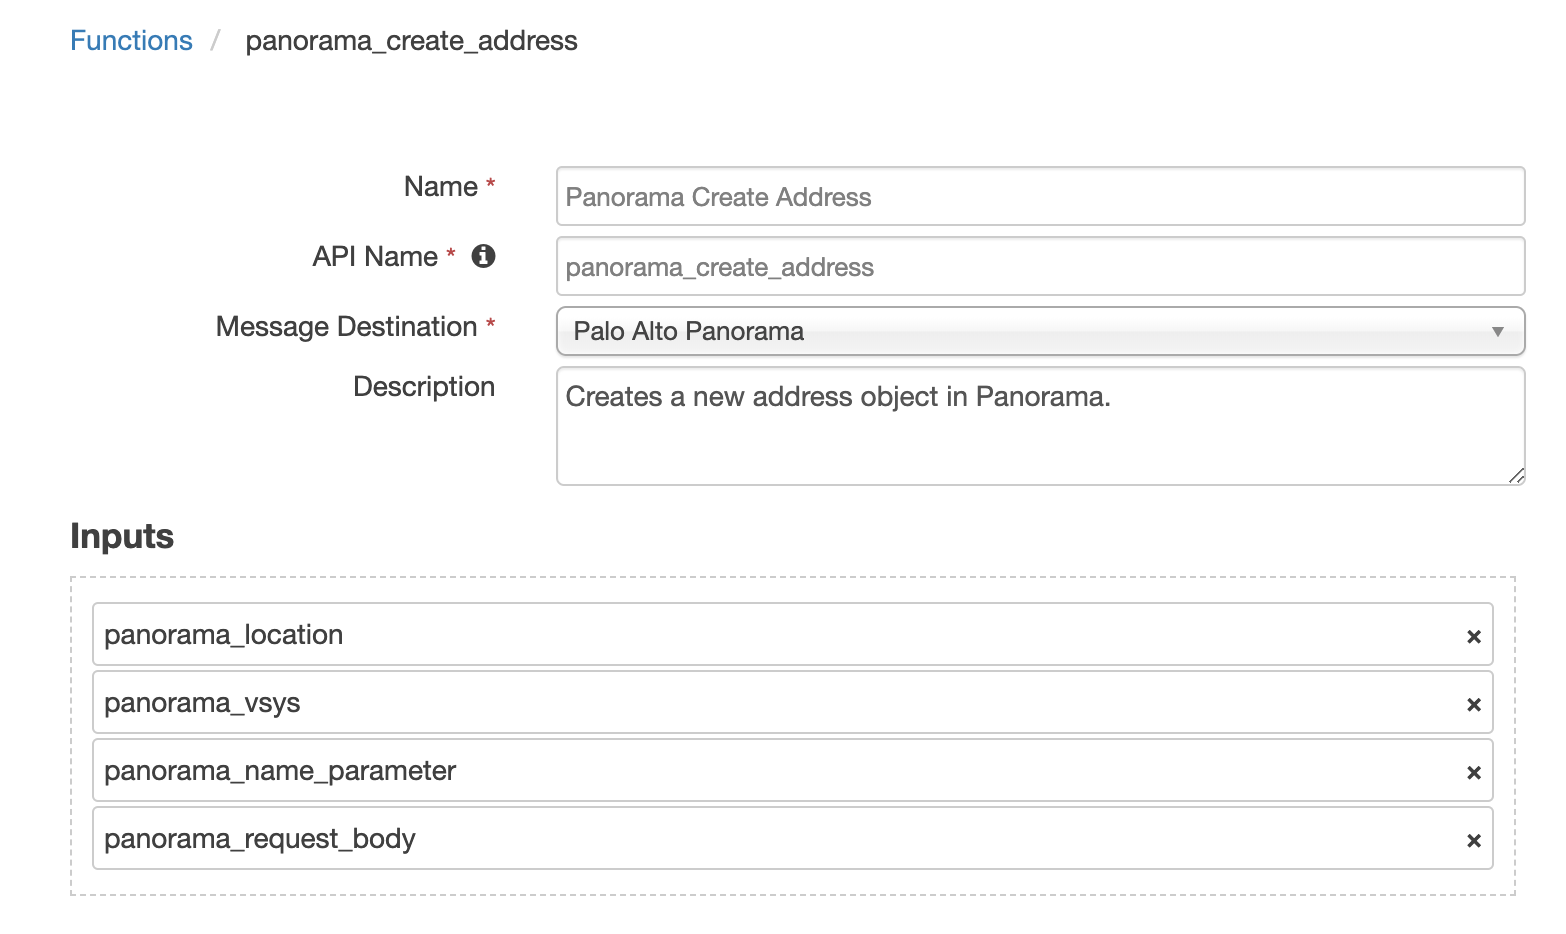 Functions / panorama_create_address
Name *
Panorama Create Address
API Name *
panorama_create_address
Message Destination *
Palo Alto Panorama
Description
Creates a new address object in Panorama.
Inputs
panorama_location ×
panorama_vsys ×
panorama_name_parameter ×
panorama_request_body ×